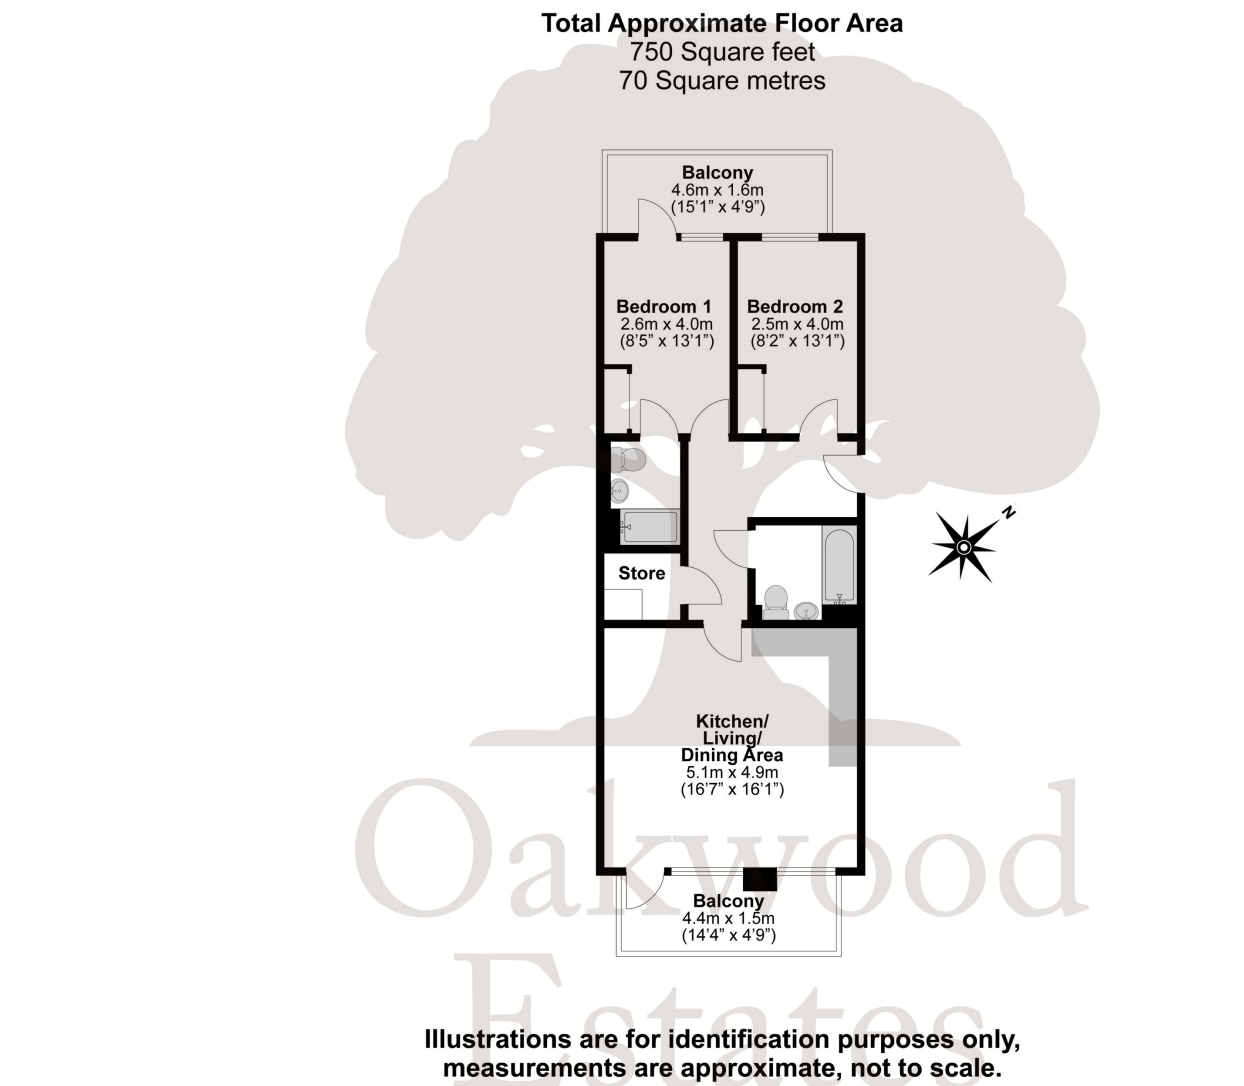 Total Approximate Floor Area
750 Square feet
70 Square metres
Balcony
4.6m x 1.6m
(15’1” x 4’9”)
Bedroom 1
2.6m x 4.0m
(8’5” x 13’1”)
Bedroom 2
2.5m x 4.0m
(8’2” x 13’1”)
N
Store
Kitchen/
Living/
Dining Area
5.1m x 4.9m
(16’7” x 16’1”)
Oakwood
Balcony
4.4m x 1.5m
(14’4” x 4’9”)
Estates
Illustrations are for identification purposes only,
measurements are approximate, not to scale.